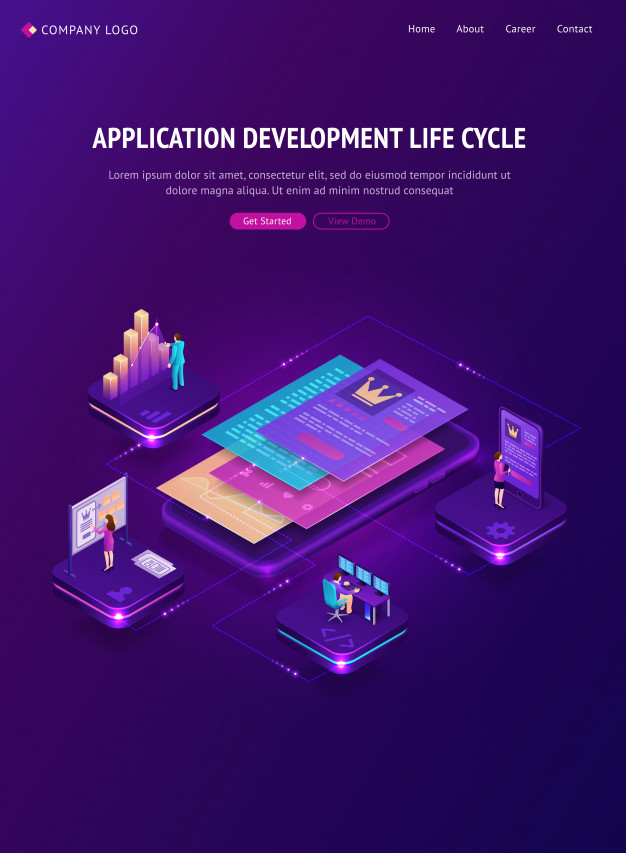 COMPANY LOGO
Home About Career Contact
APPLICATION DEVELOPMENT LIFE CYCLE
Lorem ipsum dolor sit amet, consectetur elit, sed do eiusmod tempor incididunt ut
dolore magna aliqua. Ut enim ad minim nostrud consequat
Get Started View Demo
</>